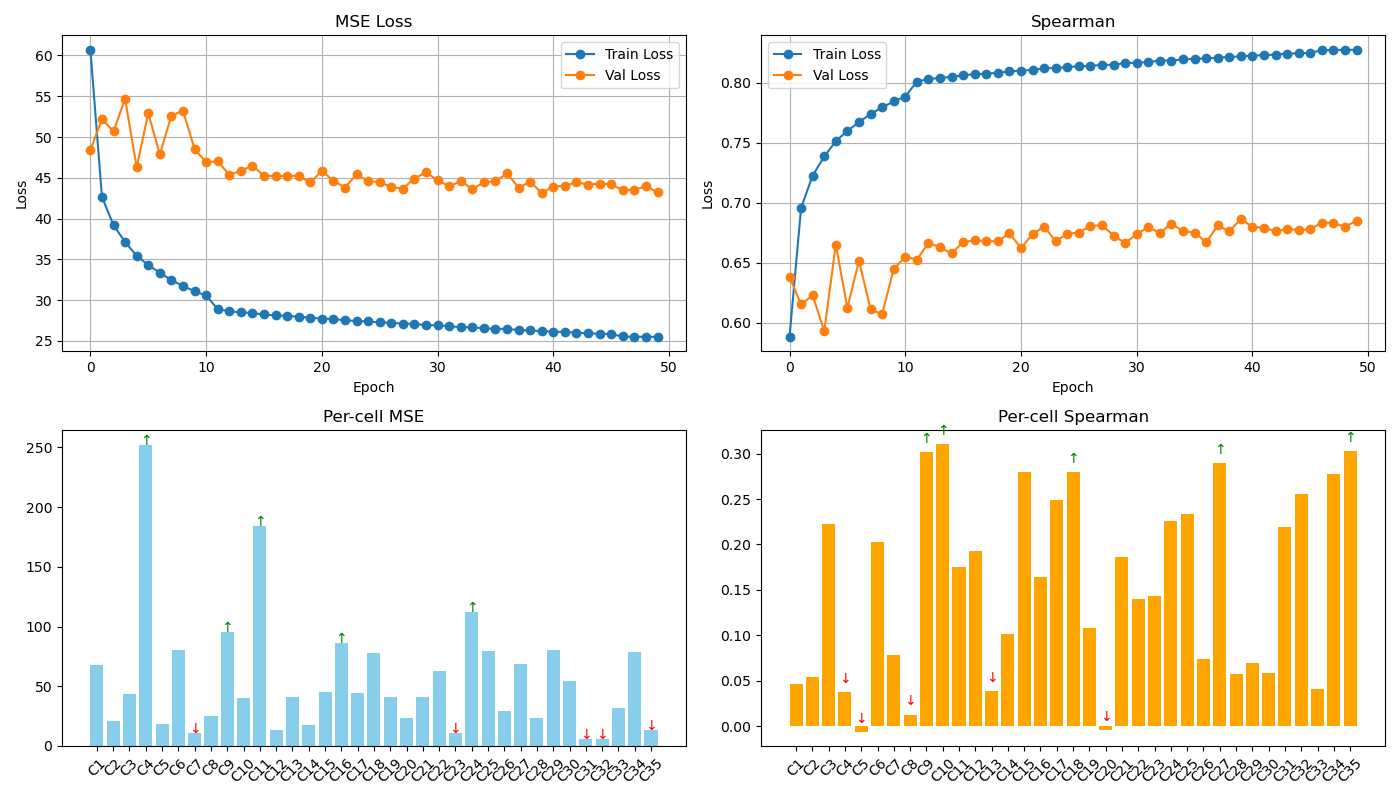 MSE Loss
Loss
60
55
50
45
40
35
30
25
Train Loss
Val Loss
0 10 20 30 40 50
Epoch
Spearman
Loss
0.80
0.75
0.70
0.65
0.60
Train Loss
Val Loss
0 10 20 30 40 50
Epoch
Per-cell MSE
250
200
150
100
50
0
↑ ↓ ↑ ↑ ↑ ↓ ↑ ↓ ↓ ↓
C1 C2 C3 C4 C5 C6 C7 C8 C9 C10 C11 C12 C13 C14 C15 C16 C17 C18 C19 C20 C21 C22 C23 C24 C25 C26 C27 C28 C29 C30 C31 C32 C33 C34 C35
Per-cell Spearman
0.30
0.25
0.20
0.15
0.10
0.05
0.00
↓ ↓ ↓ ↑ ↑ ↓ ↑ ↓ ↑ ↑
C1 C2 C3 C4 C5 C6 C7 C8 C9 C10 C11 C12 C13 C14 C15 C16 C17 C18 C19 C20 C21 C22 C23 C24 C25 C26 C27 C28 C29 C30 C31 C32 C33 C34 C35